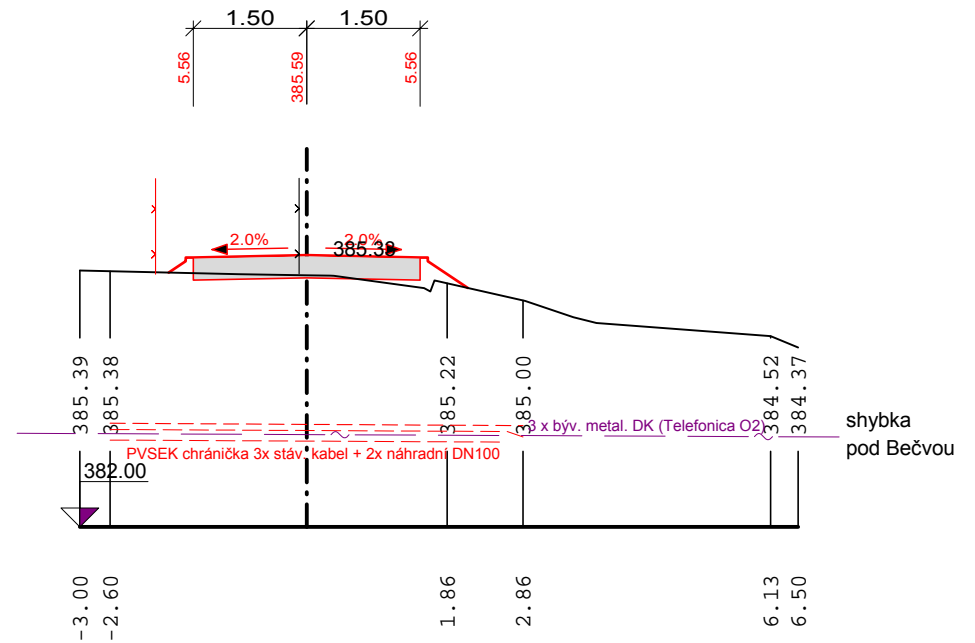 1.50 1.50
5.56 385.59 5.56
2.0% 2.0%
385.38
385.39 385.38 385.22 385.00 384.52 384.37
3 x býv. metal. DK (Telefonica O2)
shybka
pod Bečvou
PVSEK chránička 3x stáv. kabel + 2x náhradní DN100
382.00
-3.00 -2.60 1.86 2.86 6.13 6.50